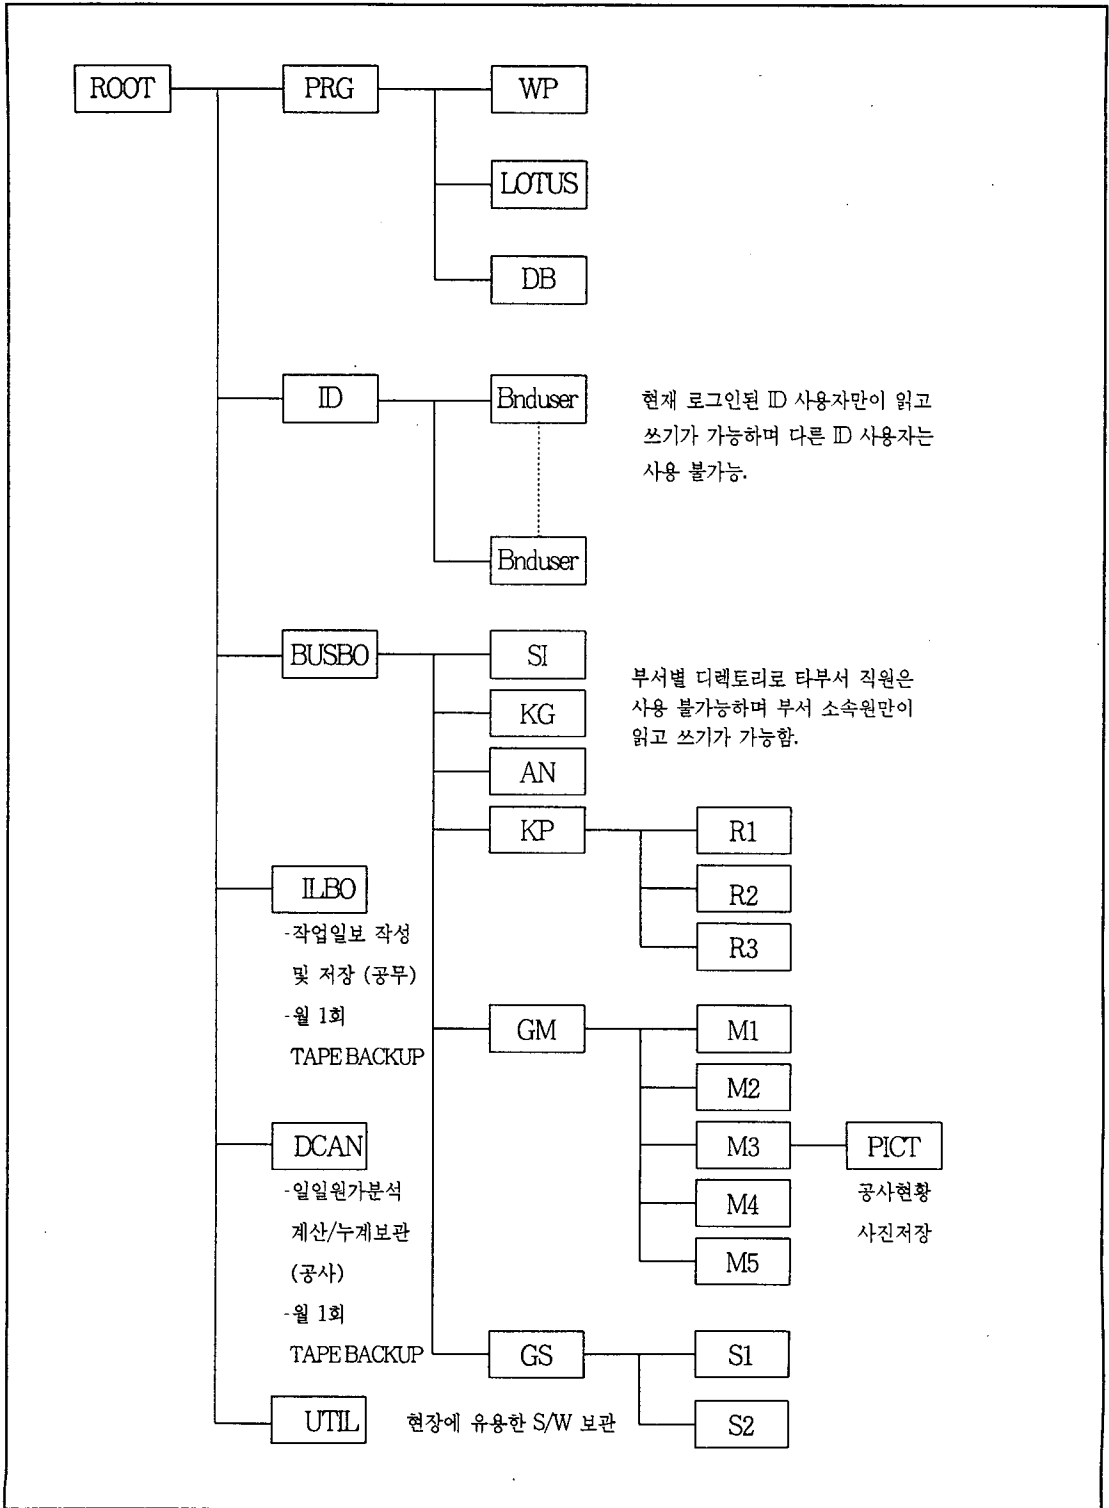 ROOT
PRG
WP
LOTUS
DB
ID
Bnduser
현재 로그인된 ID 사용자만이 읽고
쓰기가 가능하며 다른 ID 사용자는
사용 불가능.
Bnduser
BUSBO
SI
부서별 디렉토리로 타부서 직원은
사용 불가능하며 부서 소속원만이
읽고 쓰기가 가능함.
KG
AN
KP
R1
R2
R3
ILBO
-작업일보 작성
및 저장 (공무)
-월 1회
TAPE BACKUP
GM
M1
M2
M3
PICT
공사현황
사진저장
M4
M5
DCAN
-일일원가분석
계산/누계보관
(공사)
-월 1회
TAPE BACKUP
GS
S1
S2
UTIL
현장에 유용한 S/W 보관